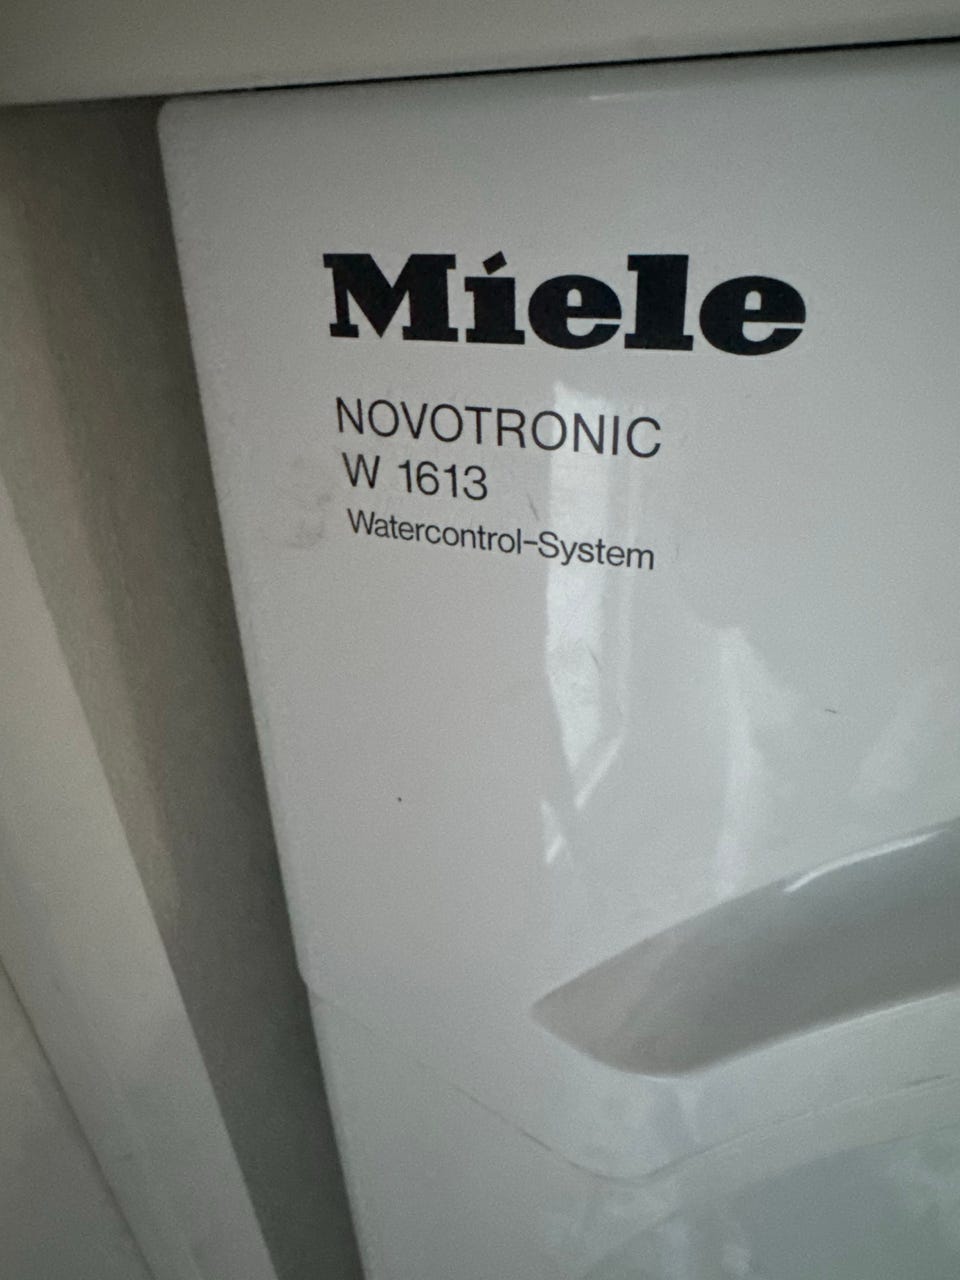 Miele
NOVOTRONIC
W 1613
Watercontrol-System